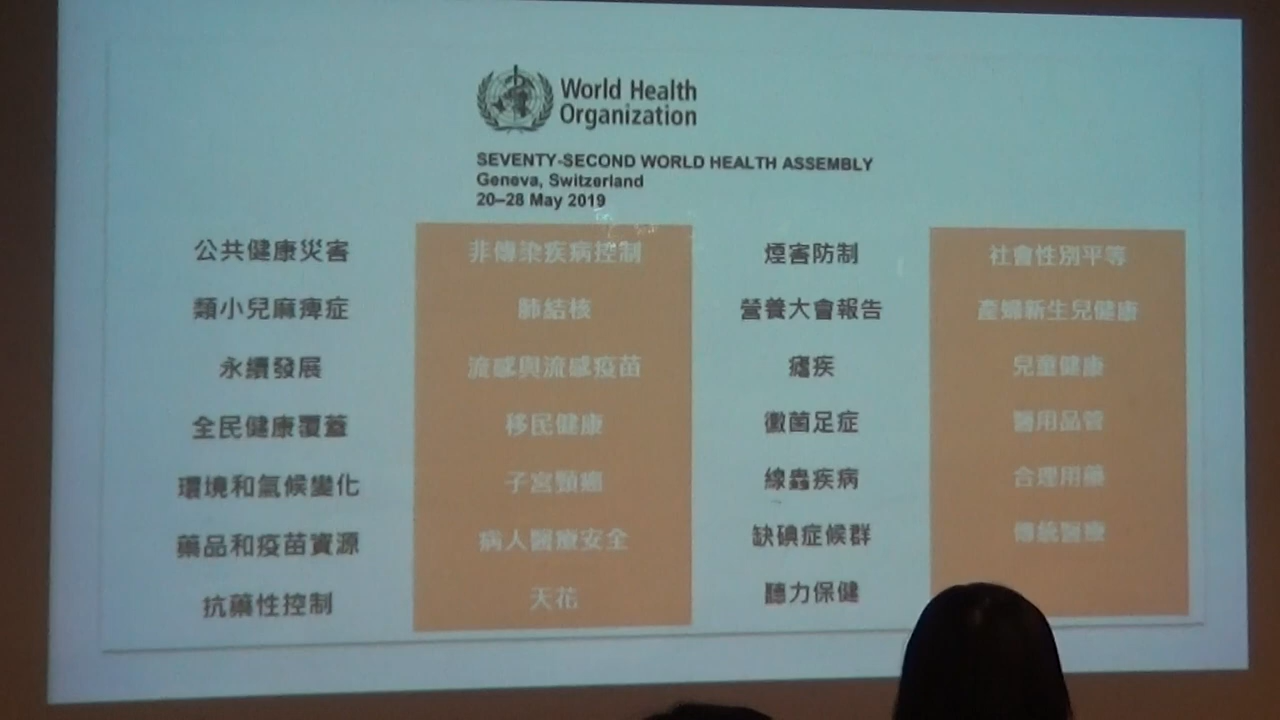 World Health
Organization
SEVENTY-SECOND WORLD HEALTH ASSEMBLY
Geneva, Switzerland
20–28 May 2019
公共健康災害
類小兒麻痺症
永續發展
全民健康覆蓋
環境和氣候變化
藥品和疫苗資源
抗藥性控制
非傳染疾病控制
肺結核
流感與流感疫苗
移民健康
子宮頸癌
病人醫療安全
天花
煙害防制
營養大會報告
瘧疾
黴菌足症
線蟲疾病
缺碘症候群
聽力保健
社會性別平等
產婦新生兒健康
兒童健康
醫用品管
合理用藥
傳統醫療